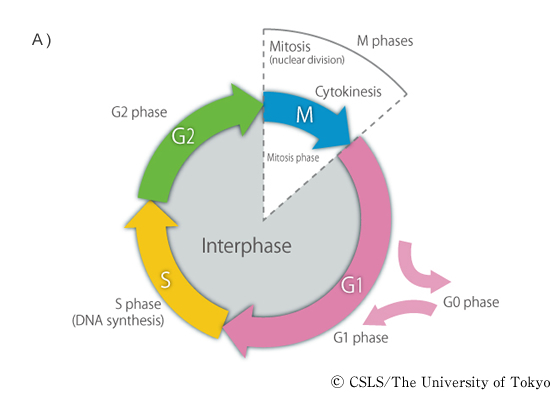 A)
Mitosis
(nuclear division)
M phases
Cytokinesis
G2 phase
G2
M
Mitosis phase
Interphase
S
G1
S phase
(DNA synthesis)
G0 phase
G1 phase
© CSLS/The University of Tokyo